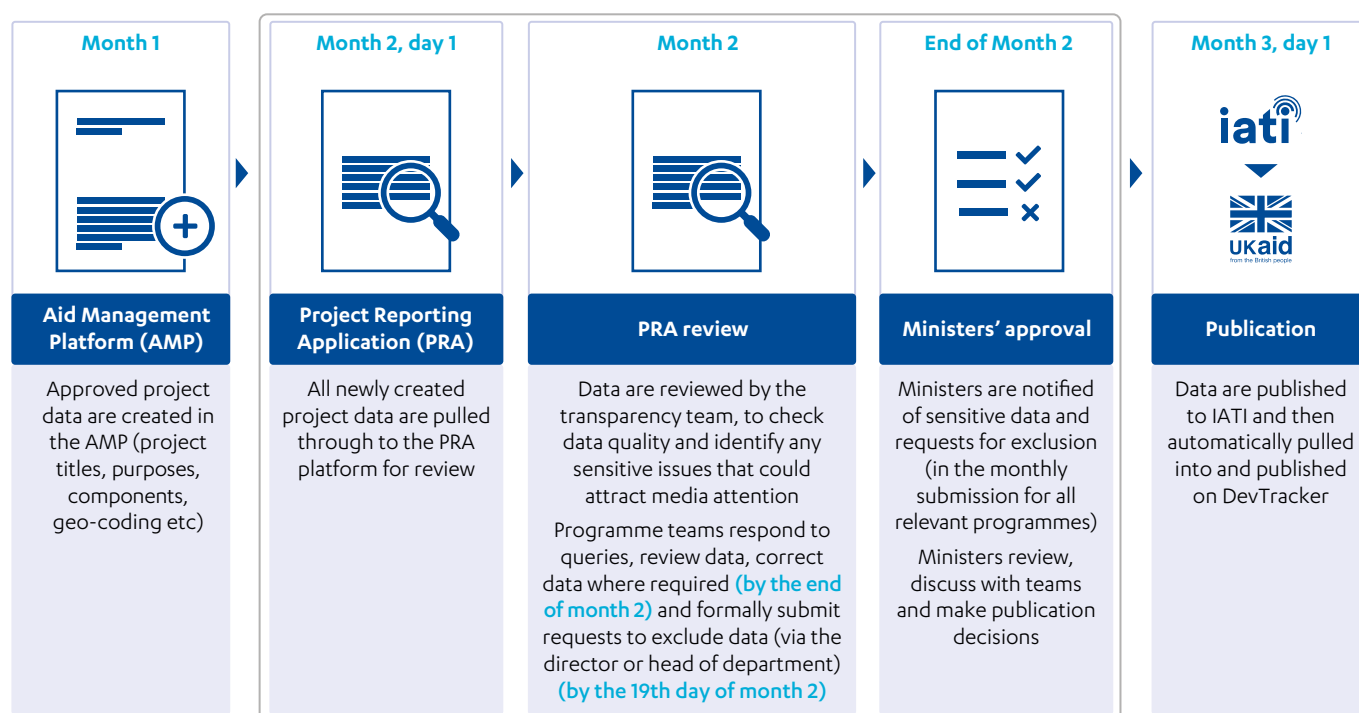 Month 1
Aid Management
Platform (AMP)
Approved project
data are created in
the AMP (project
titles, purposes,
components,
geo-coding etc)
Month 2, day 1
Project Reporting
Application (PRA)
All newly created
project data are pulled
through to the PRA
platform for review
Month 2
PRA review
Data are reviewed by the
transparency team, to check
data quality and identify any
sensitive issues that could
attract media attention
Programme teams respond to
queries, review data, correct
data where required (by the end
of month 2) and formally submit
requests to exclude data (via the
director or head of department)
(by the 19th day of month 2)
End of Month 2
Ministers’ approval
Ministers are notified
of sensitive data and
requests for exclusion
(in the monthly
submission for all
relevant programmes)
Ministers review,
discuss with teams
and make publication
decisions
Month 3, day 1
iati
UKaid
from the British people
Publication
Data are published
to IATI and then
automatically pulled
into and published
on DevTracker